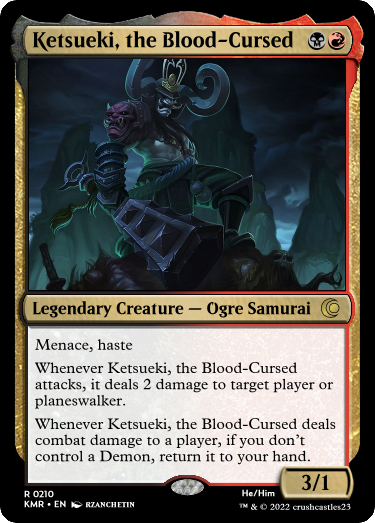 Ketsueki, the Blood-Cursed
Legendary Creature — Ogre Samurai
Menace, haste
Whenever Ketsueki, the Blood-Cursed
attacks, it deals 2 damage to target player or
planeswalker.
Whenever Ketsueki, the Blood-Cursed deals
combat damage to a player, if you don't
control a Demon, return it to your hand.
3/1
R 0210
KMR • EN RZANCHETIN
He/Him
™ & © 2022 crushcastles23